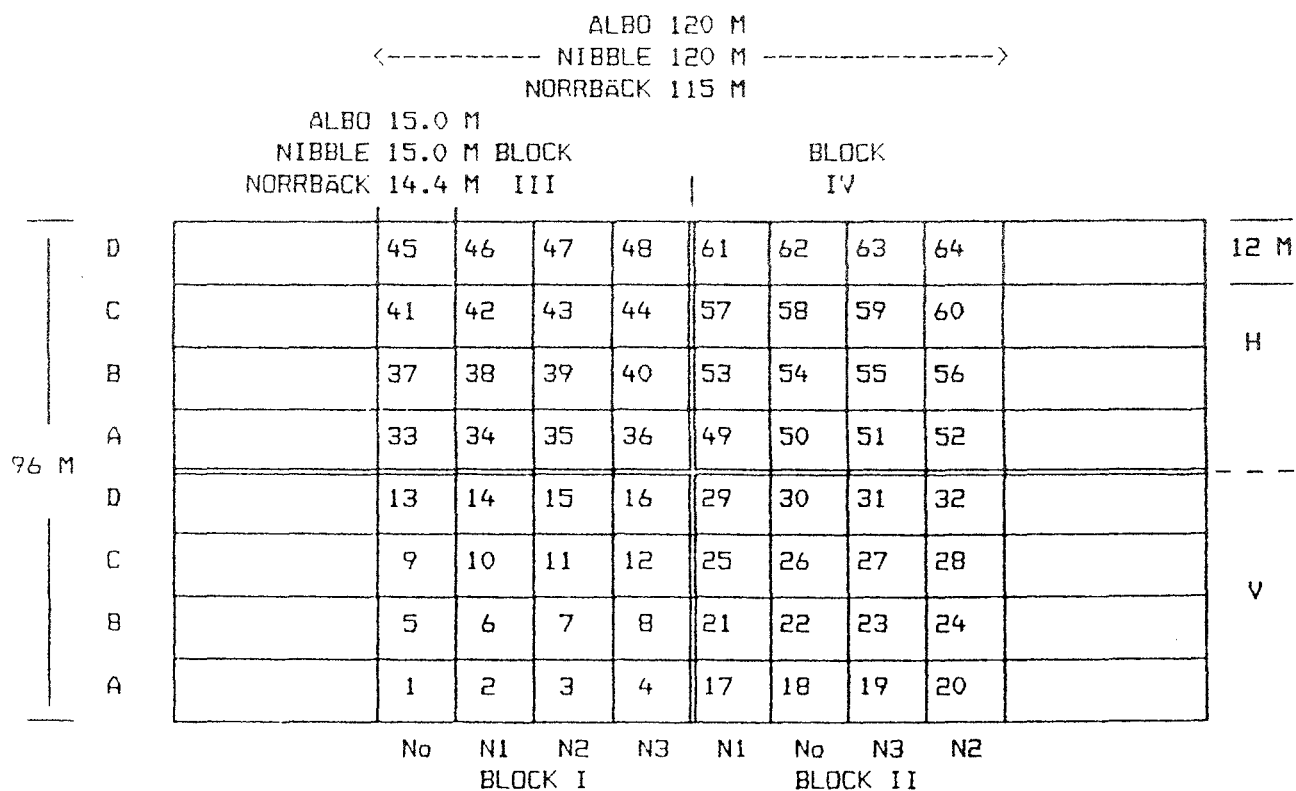 ALBO 120 M
<---------- NIBBLE 120 M --------------->
NORRBÄCK 115 M
ALBO 15.0 M
NIBBLE 15.0 M BLOCK BLOCK
NORRBÄCK 14.4 M III IV
D 45 46 47 48 61 62 63 64 12 M
C 41 42 43 44 57 58 59 60
H
B 37 38 39 40 53 54 55 56
A 33 34 35 36 49 50 51 52
96 M
D 13 14 15 16 29 30 31 32
C 9 10 11 12 25 26 27 28
V
B 5 6 7 8 21 22 23 24
A 1 2 3 4 17 18 19 20
No N1 N2 N3 N1 No N3 N2
BLOCK I BLOCK II